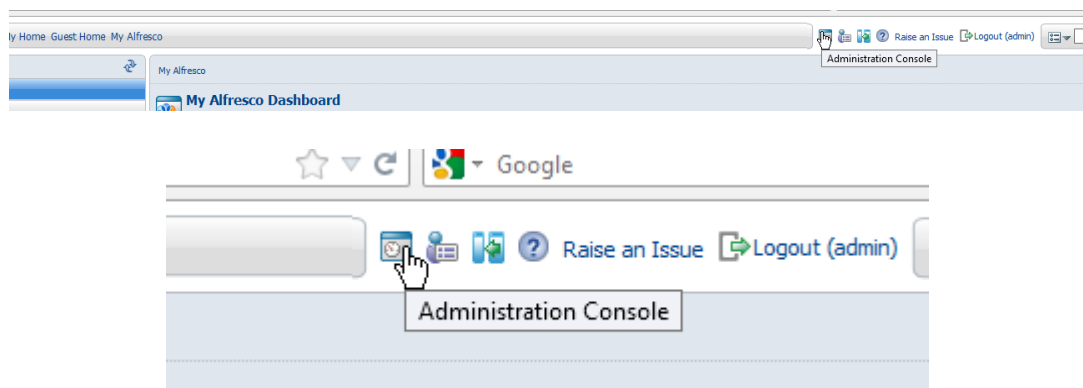 ly Home Guest Home My Alfresco
Raise an Issue Logout (admin)
Administration Console
My Alfresco
My Alfresco Dashboard
Google
? Raise an Issue Logout (admin)
Administration Console